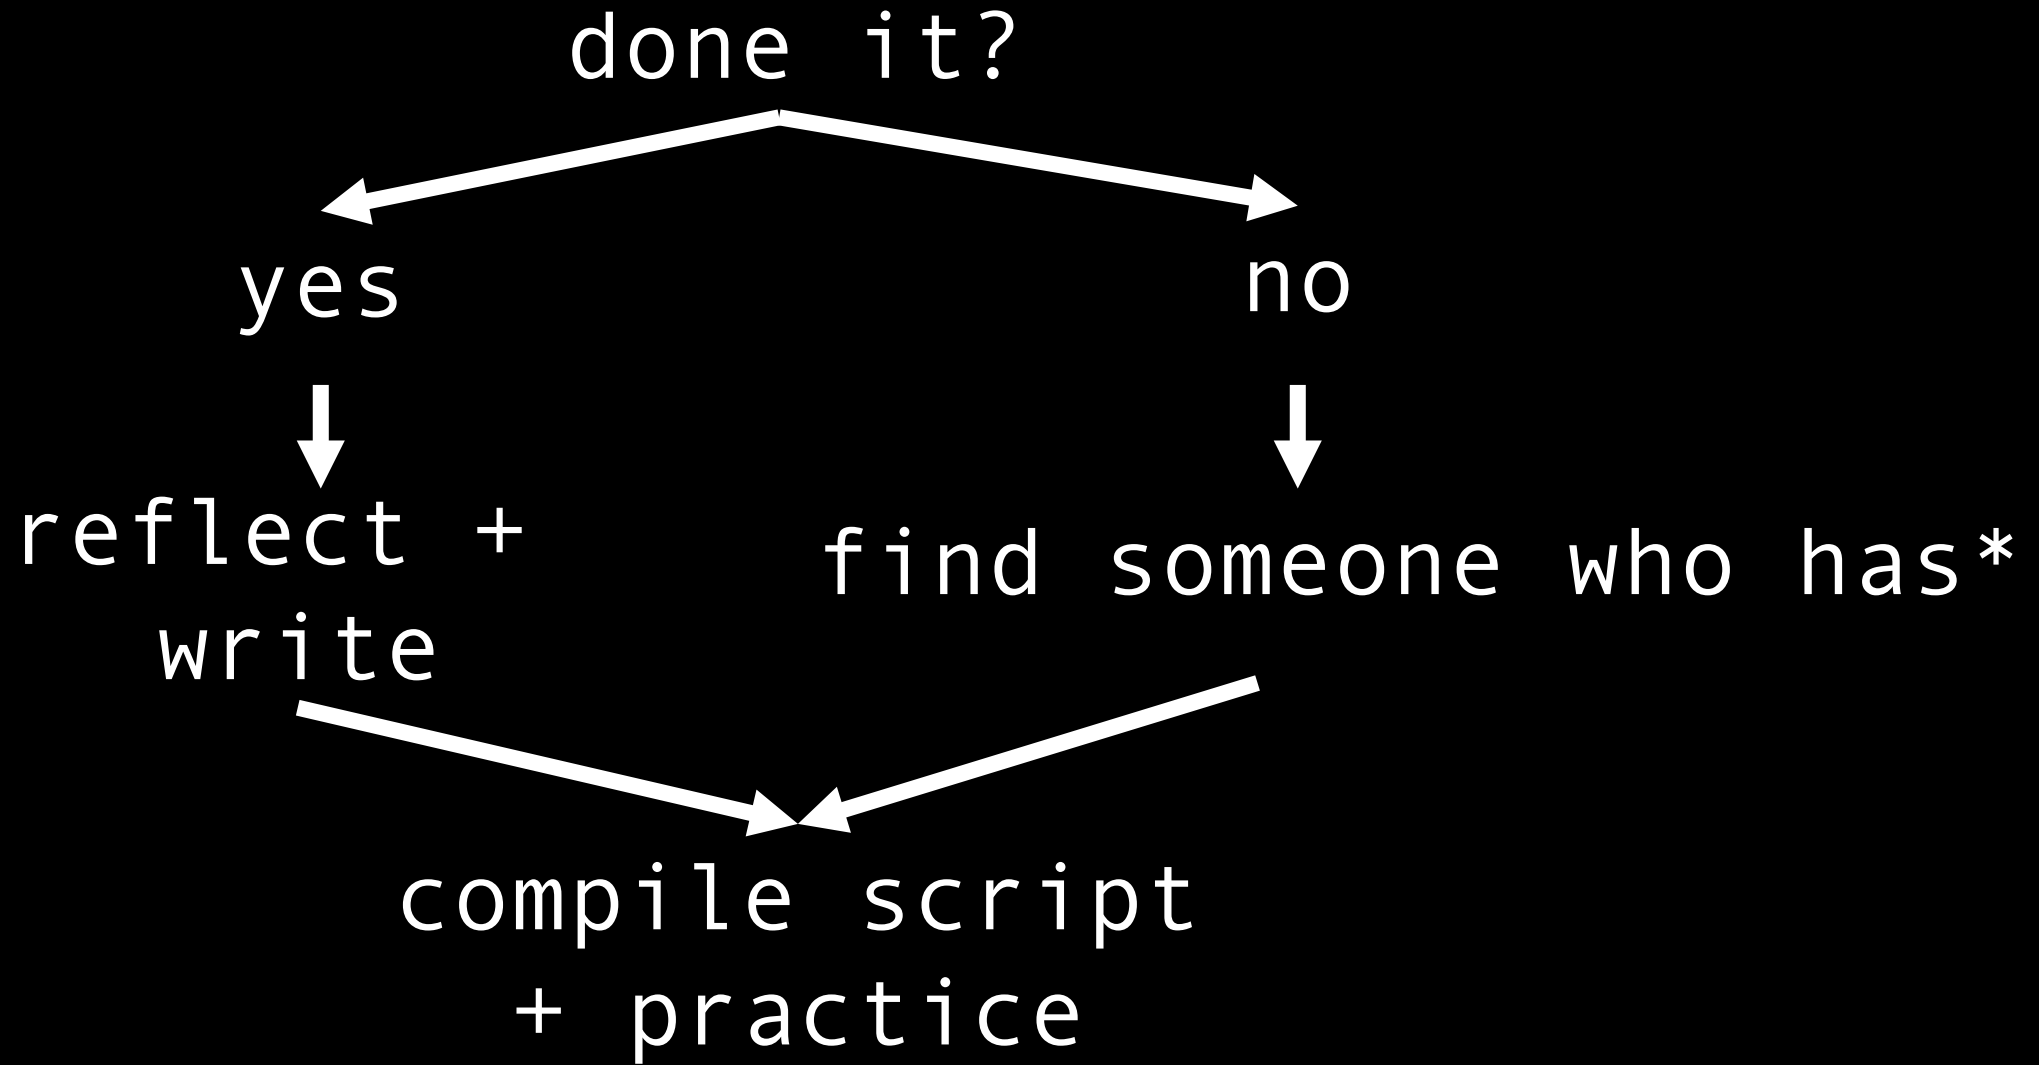 done it?
yes
no
reflect +
write
find someone who has*
compile script
+ practice